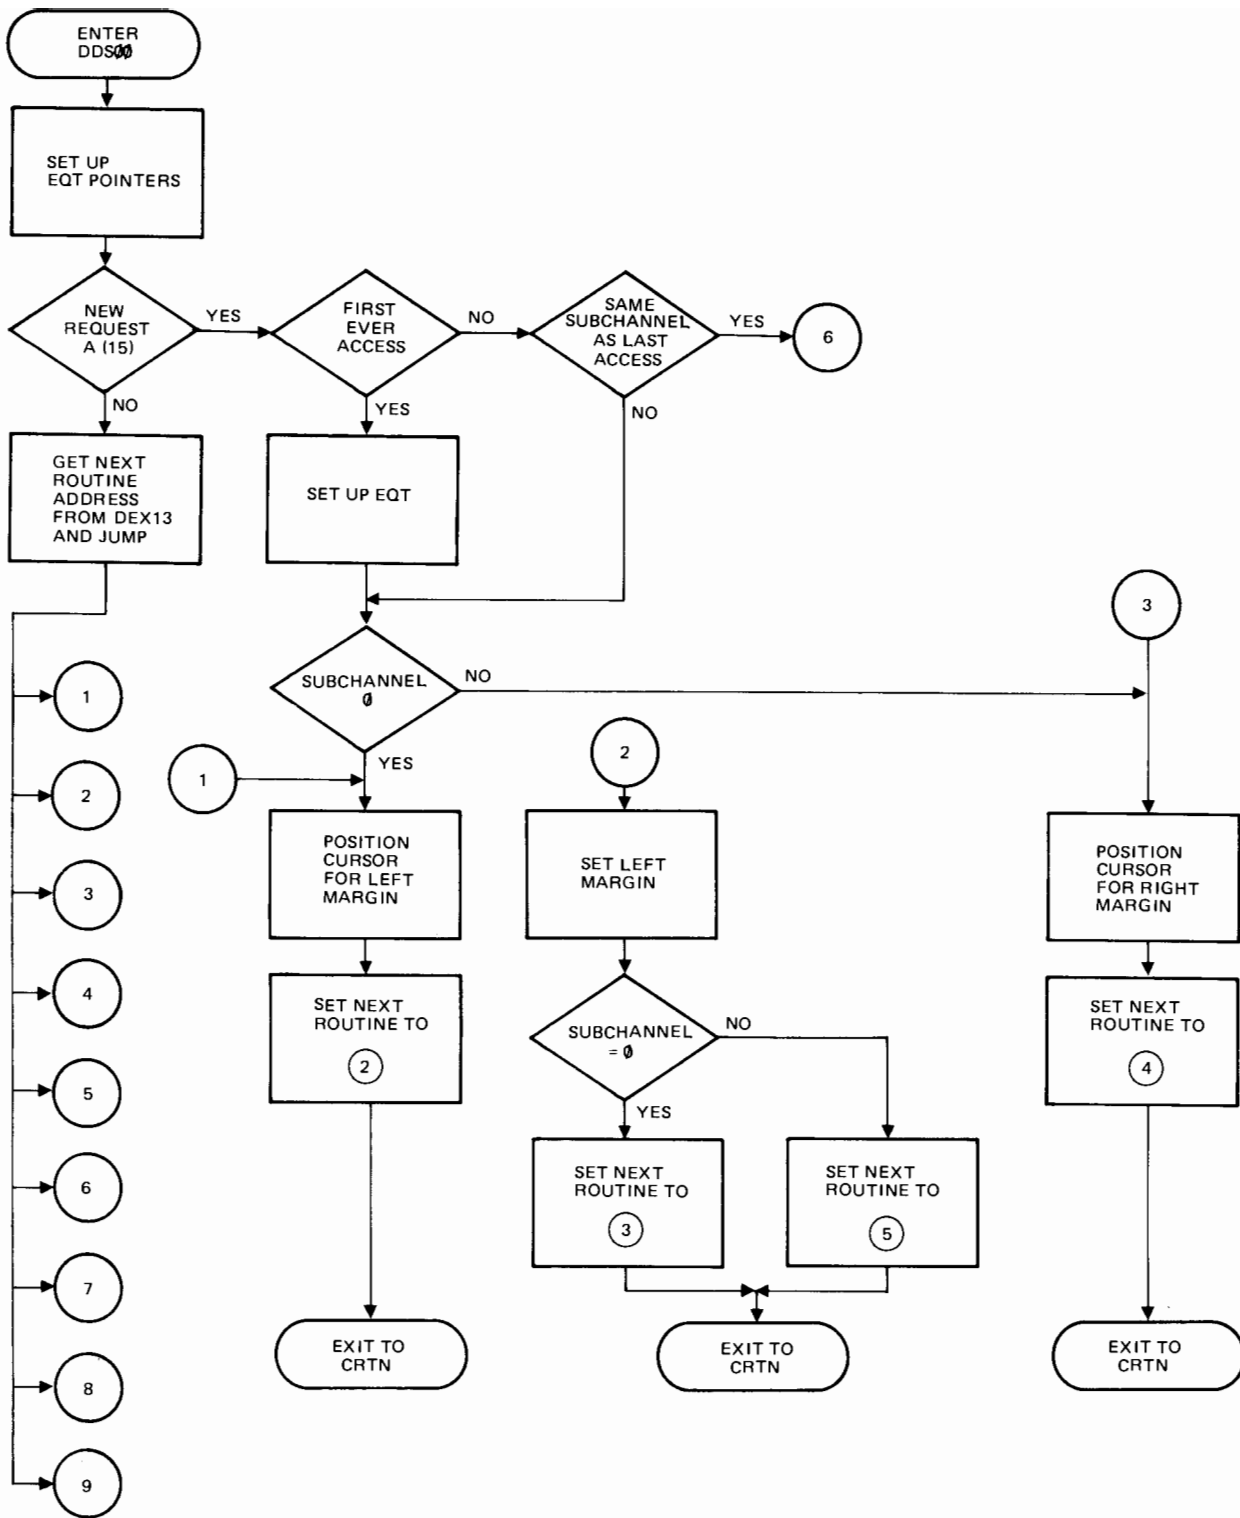 ENTER
DDS00
SET UP
EQT POINTERS
NEW
REQUEST
A (15)
YES
FIRST
EVER
ACCESS
NO
SAME
SUBCHANNEL
AS LAST
ACCESS
YES
6
NO
YES
NO
GET NEXT
ROUTINE
ADDRESS
FROM DEX13
AND JUMP
SET UP EQT
3
SUBCHANNEL
0
NO
YES
1
2
3
4
5
6
7
8
9
1
POSITION
CURSOR
FOR LEFT
MARGIN
SET NEXT
ROUTINE TO
2
EXIT TO
CRTN
2
SET LEFT
MARGIN
SUBCHANNEL
= 0
NO
YES
SET NEXT
ROUTINE TO
3
SET NEXT
ROUTINE TO
5
EXIT TO
CRTN
POSITION
CURSOR
FOR RIGHT
MARGIN
SET NEXT
ROUTINE TO
4
EXIT TO
CRTN